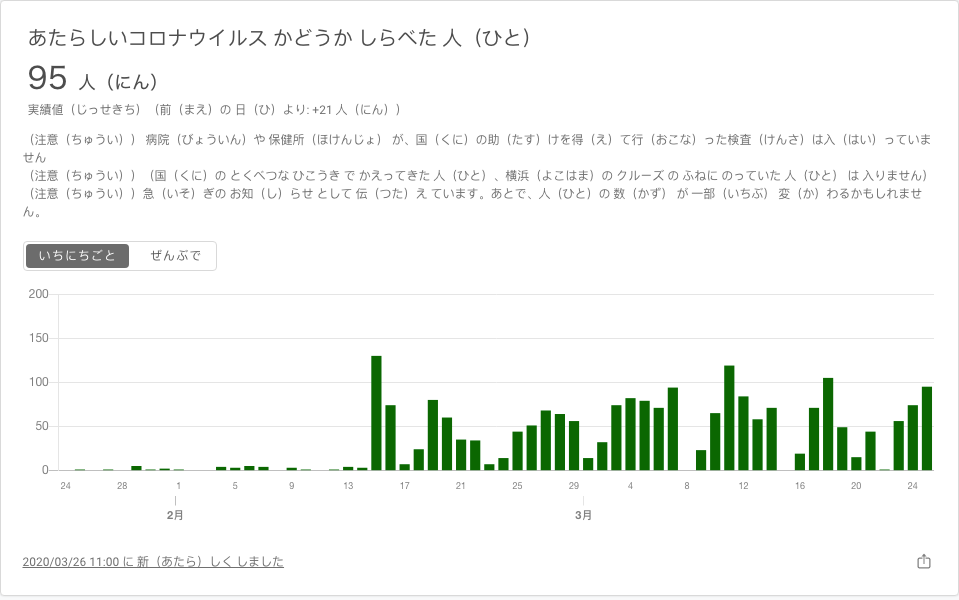 あたらしいコロナウイルス かどうか しらべた 人（ひと）
95 人（にん）
実績値（じっせきち）（前（まえ）の 日（ひ）より: +21 人（にん））
（注意（ちゅうい））病院（びょういん）や 保健所（ほけんじょ） が、国（くに）の助（たす）けを得（え）て行（おこな）った検査（けんさ）は入（はい）っていま
せん
（注意（ちゅうい））（国（くに）の とくべつな ひこうき で かえってきた 人（ひと）、横浜（よこはま）の クルーズ の ふねに のっていた 人（ひと） は 入りません）
（注意（ちゅうい））急（いそ）ぎの お知（し）らせ として 伝（つた）え ています。あとで、人（ひと）の 数（かず） が 一部（いちぶ） 変（か）わるかもしれませ
ん。
いちにちごと ぜんぶで
200
150
100
50
0
24 28 1 5 9 13 17 21 25 29 4 8 12 16 20 24
2月 3月
2020/03/26 11:00 に 新（あたら）しく しました